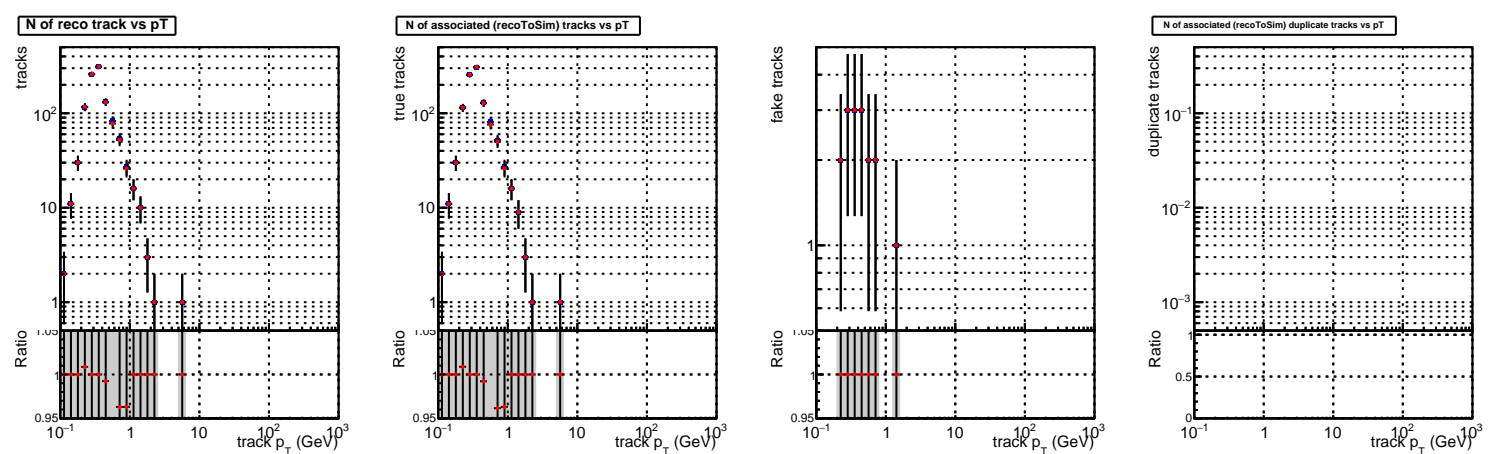 N of reco track vs pT
tracks
10²
10
1
Ratio
1.05
1
0.95
10⁻¹ 1 10 10² 10³
track p_T (GeV)
N of associated (recoToSim) tracks vs pT
true tracks
10²
10
1
Ratio
1.05
1
0.95
10⁻¹ 1 10 10² 10³
track p_T (GeV)
fake tracks
1
Ratio
1.05
1
0.95
10⁻¹ 1 10 10² 10³
track p_T (GeV)
N of associated (recoToSim) duplicate tracks vs pT
duplicate tracks
10⁻¹
10⁻²
10⁻³
Ratio
1
0.5
0
10⁻¹ 1 10 10² 10³
track p_T (GeV)